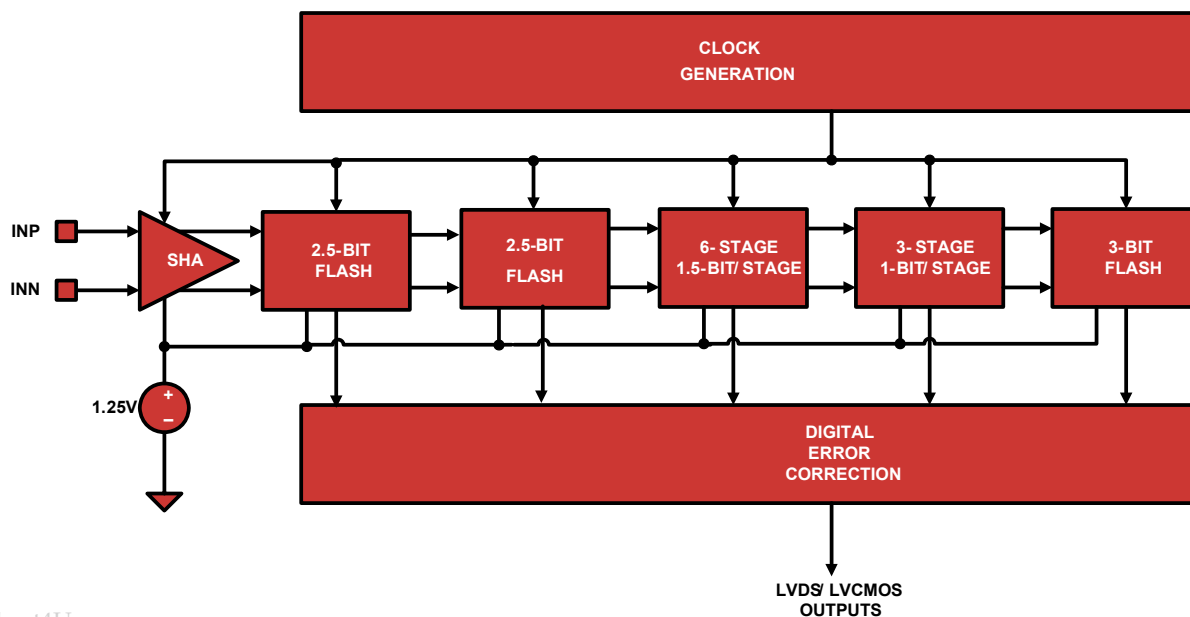 CLOCK
GENERATION
INP
INN
SHA
2.5-BIT
FLASH
2.5-BIT
FLASH
6- STAGE
1.5-BIT/ STAGE
3- STAGE
1-BIT/ STAGE
3-BIT
FLASH
1.25V
+
–
DIGITAL
ERROR
CORRECTION
LVDS/ LVCMOS
OUTPUTS